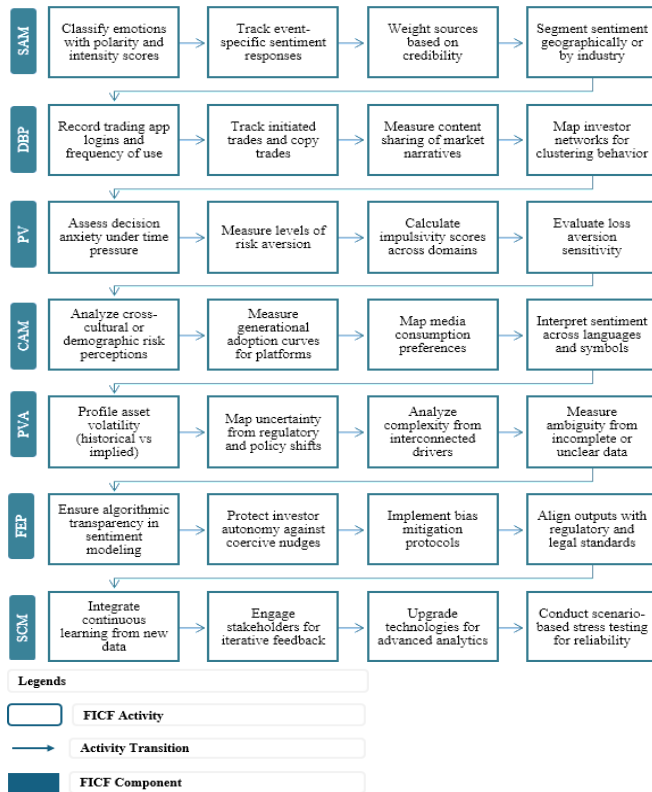 SAM
Classify emotions
with polarity and
intensity scores
Track event-
specific sentiment
responses
Weight sources
based on
credibility
Segment sentiment
geographically or
by industry
DBP
Record trading app
logins and
frequency of use
Track initiated
trades and copy
trades
Measure content
sharing of market
narratives
Map investor
networks for
clustering behavior
PV
Assess decision
anxiety under time
pressure
Measure levels of
risk aversion
Calculate
impulsivity scores
across domains
Evaluate loss
aversion
sensitivity
CAM
Analyze cross-
cultural or
demographic risk
perceptions
Measure
generational
adoption curves
for platforms
Map media
consumption
preferences
Interpret sentiment
across languages
and symbols
PVA
Profile asset
volatility
(historical vs
implied)
Map uncertainty
from regulatory
and policy shifts
Analyze
complexity from
interconnected
drivers
Measure
ambiguity from
incomplete or
unclear data
FEP
Ensure algorithmic
transparency in
sentiment
modeling
Protect investor
autonomy against
coercive nudges
Implement bias
mitigation
protocols
Align outputs with
regulatory and
legal standards
SCM
Integrate
continuous
learning from new
data
Engage
stakeholders for
iterative feedback
Upgrade
technologies for
advanced analytics
Conduct scenario-
based stress testing
for reliability
Legends
FICF Activity
Activity Transition
FICF Component